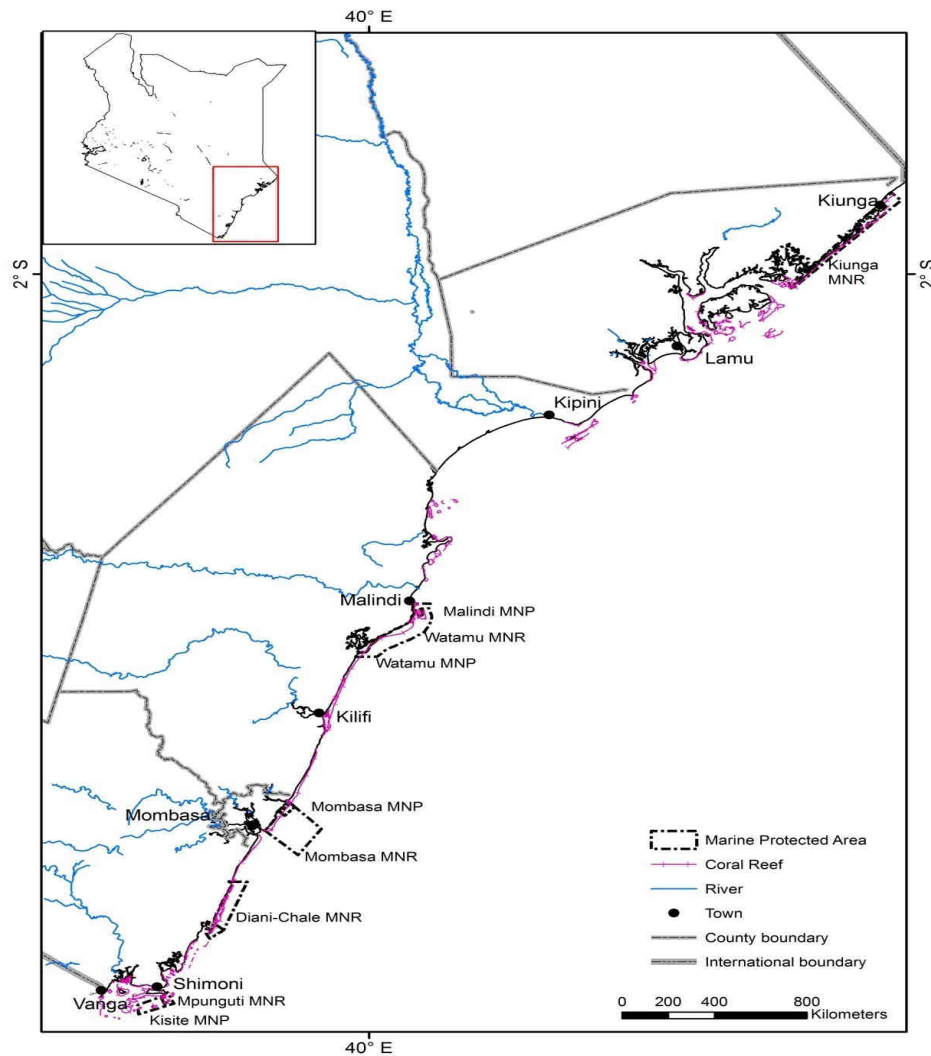 40° E
2° S
2° S
Kiunga
Kiunga
MNR
Lamu
Kipini
Malindi
Malindi MNP
Watamu MNR
Watamu MNP
Kilifi
Mombasa MNP
Mombasa
Mombasa MNR
Diani-Chale MNR
Shimoni
Vanga
Mpunguti MNR
Kisite MNP
Marine Protected Area
Coral Reef
River
Town
County boundary
International boundary
0 200 400 800
Kilometers
40° E